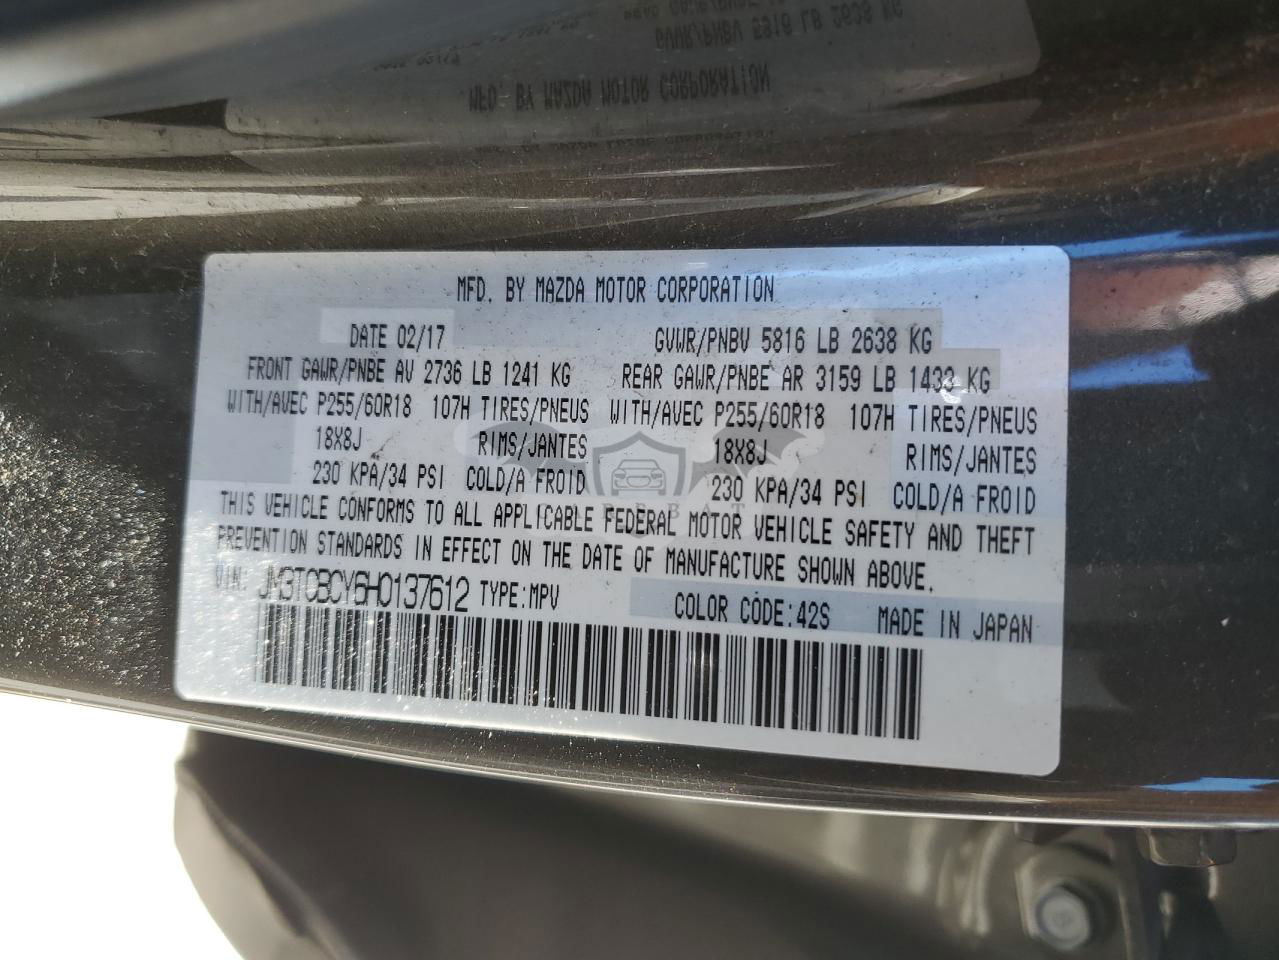 MFD. BY MAZDA MOTOR CORPORATION
DATE 02/17 GVWR/PNBV 5816 LB 2638 KG
FRONT GAWR/PNBE AV 2736 LB 1241 KG REAR GAWR/PNBE AR 3159 LB 1433 KG
WITH/AVEC P255/60R18 107H TIRES/PNEUS WITH/AVEC P255/60R18 107H TIRES/PNEUS
18X8J RIMS/JANTES 18X8J RIMS/JANTES
230 KPA/34 PSI COLD/A FROID 230 KPA/34 PSI COLD/A FROID
THIS VEHICLE CONFORMS TO ALL APPLICABLE FEDERAL MOTOR VEHICLE SAFETY AND THEFT
PREVENTION STANDARDS IN EFFECT ON THE DATE OF MANUFACTURE SHOWN ABOVE.
VIN: JM3TCBCY6H0137612 TYPE:MPV COLOR CODE:42S MADE IN JAPAN